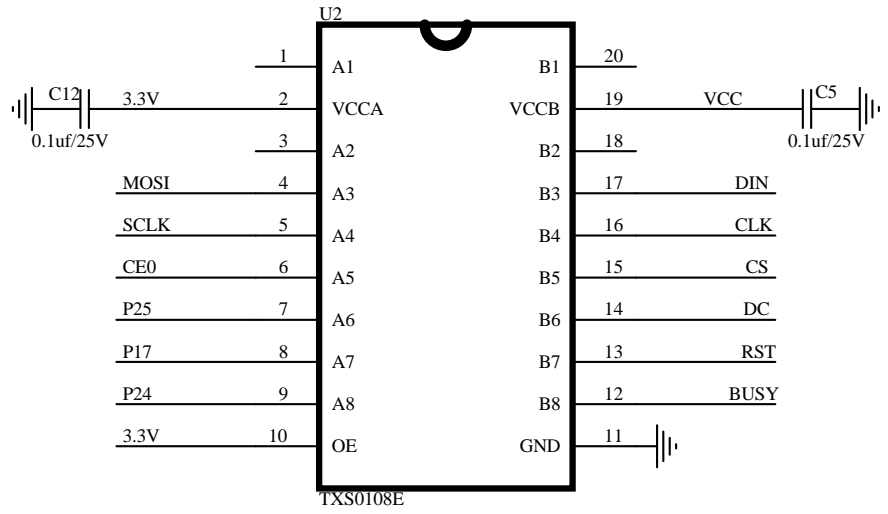 U2
1 A1 B1 20
C12 3.3V 2 VCCA VCCB 19 VCC C5
0.1uf/25V 3 A2 B2 18 0.1uf/25V
MOSI 4 A3 B3 17 DIN
SCLK 5 A4 B4 16 CLK
CE0 6 A5 B5 15 CS
P25 7 A6 B6 14 DC
P17 8 A7 B7 13 RST
P24 9 A8 B8 12 BUSY
3.3V 10 OE GND 11
TXS0108E